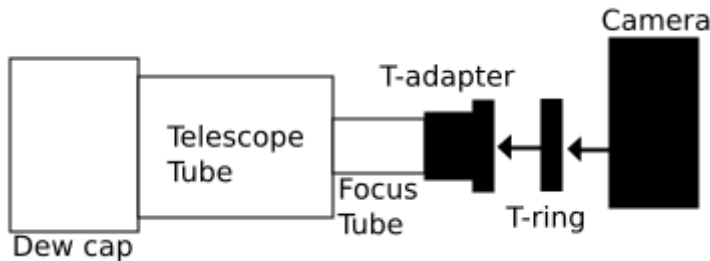 Camera
T-adapter
Telescope
Tube
Focus
Tube
T-ring
Dew cap